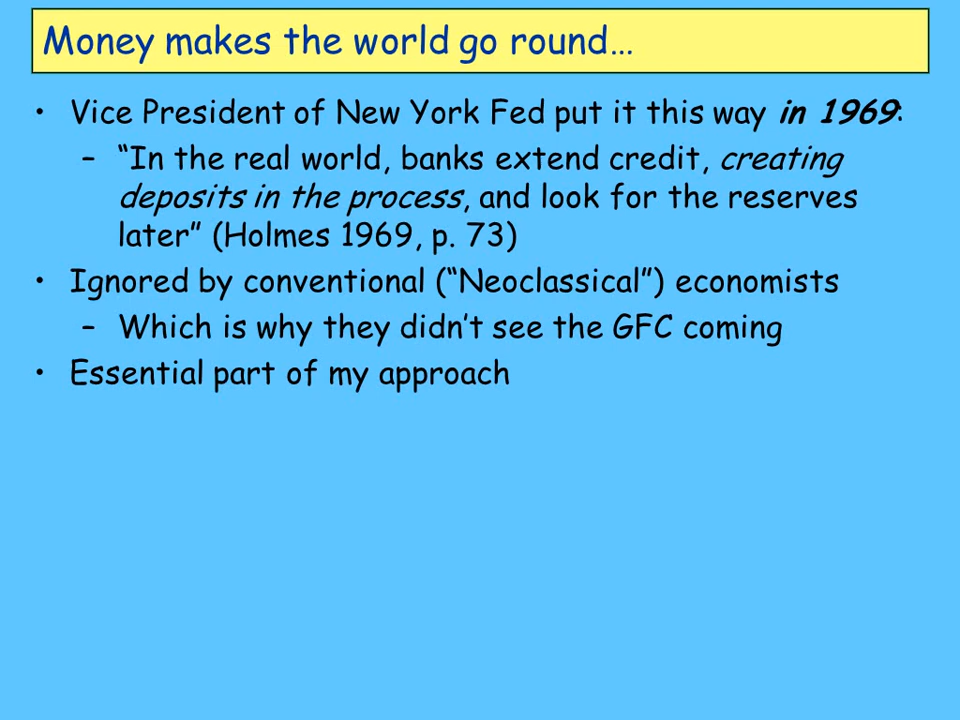 Money makes the world go round…
• Vice President of New York Fed put it this way in 1969:
– “In the real world, banks extend credit, creating
deposits in the process, and look for the reserves
later” (Holmes 1969, p. 73)
• Ignored by conventional (“Neoclassical”) economists
– Which is why they didn’t see the GFC coming
• Essential part of my approach